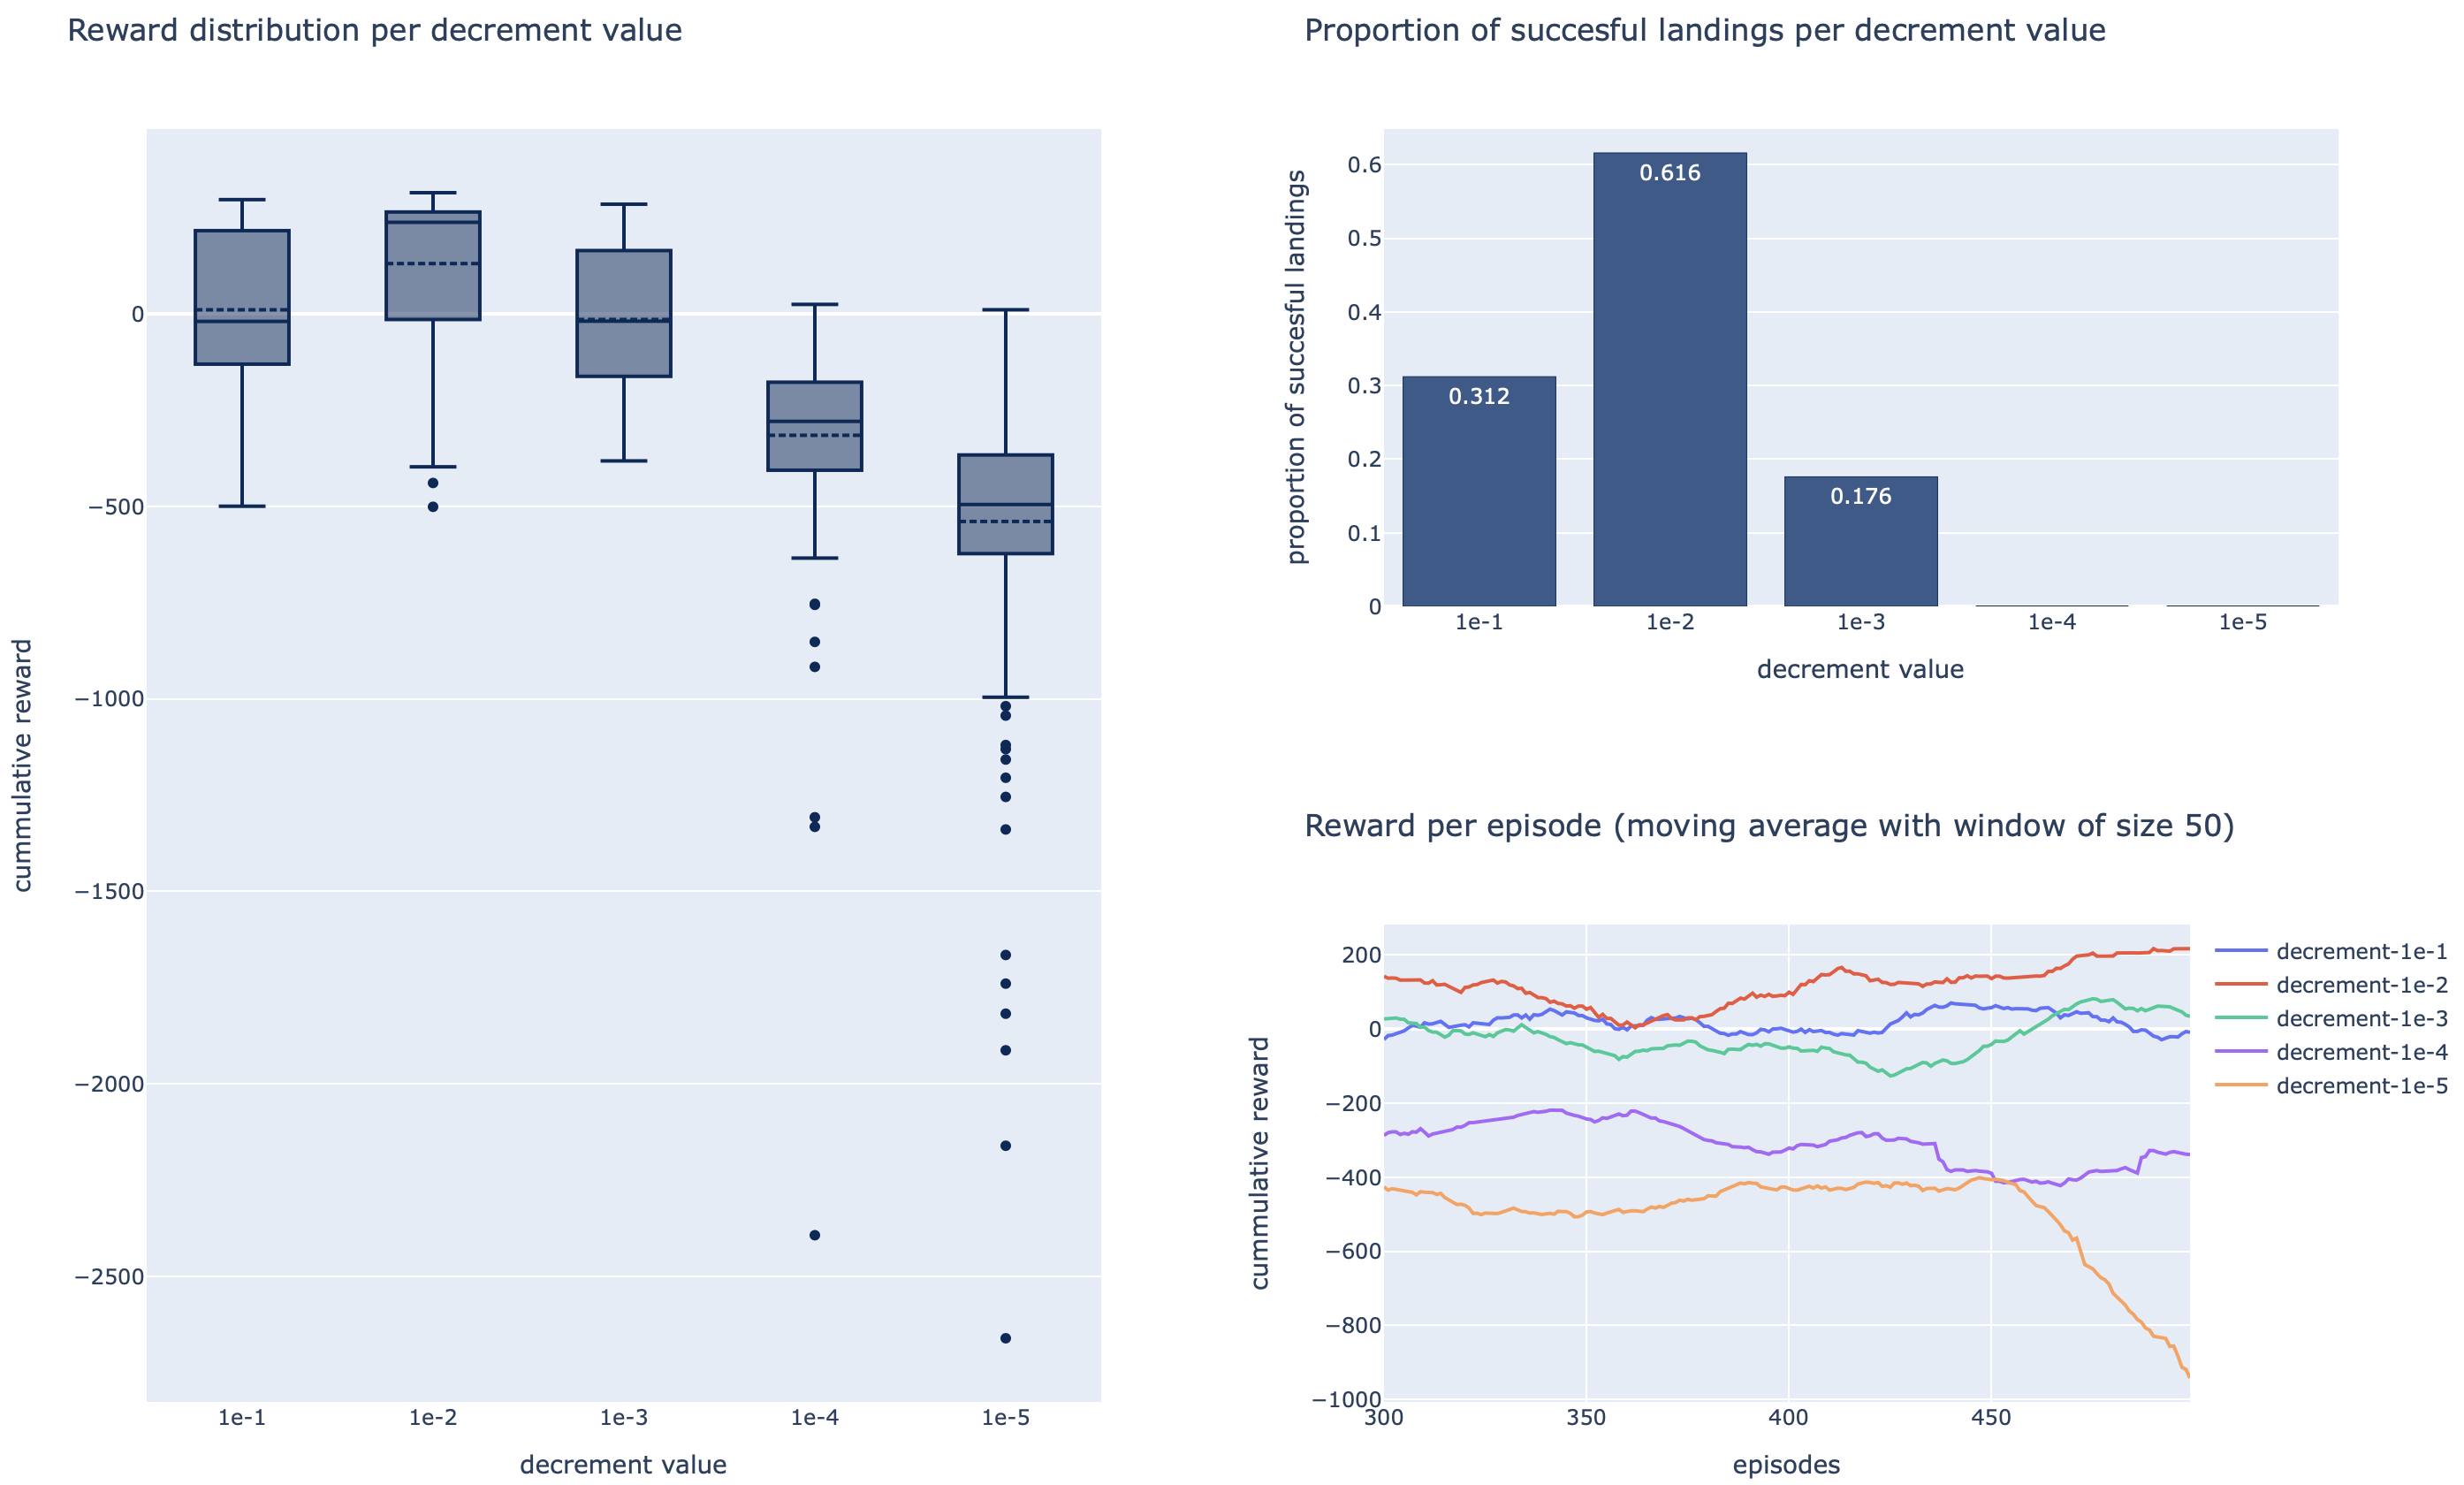 Reward distribution per decrement value
0
−500
−1000
−1500
−2000
−2500
cummulative reward
1e-1 1e-2 1e-3 1e-4 1e-5
decrement value
Proportion of succesful landings per decrement value
0.6
0.5
0.4
0.3
0.2
0.1
0
proportion of succesful landings
0.312
0.616
0.176
1e-1 1e-2 1e-3 1e-4 1e-5
decrement value
Reward per episode (moving average with window of size 50)
200
0
−200
−400
−600
−800
−1000
cummulative reward
300 350 400 450
episodes
decrement-1e-1
decrement-1e-2
decrement-1e-3
decrement-1e-4
decrement-1e-5